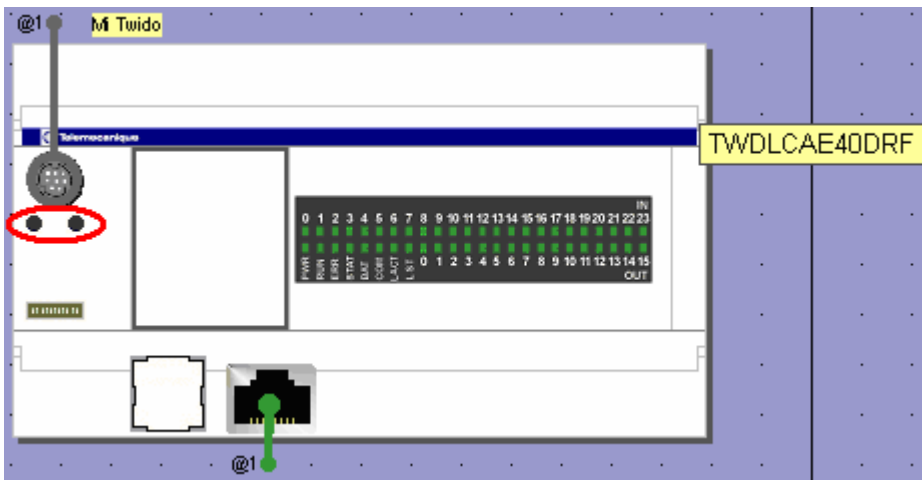 @1 Mi Twido
Telemecanique
TWDLCAE40DRF
IN
0 1 2 3 4 5 6 7 8 9 10 11 12 13 14 15 16 17 18 19 20 21 22 23
PWR RUN ERR STAT BAT COM LACT LST 0 1 2 3 4 5 6 7 8 9 10 11 12 13 14 15
OUT
@1